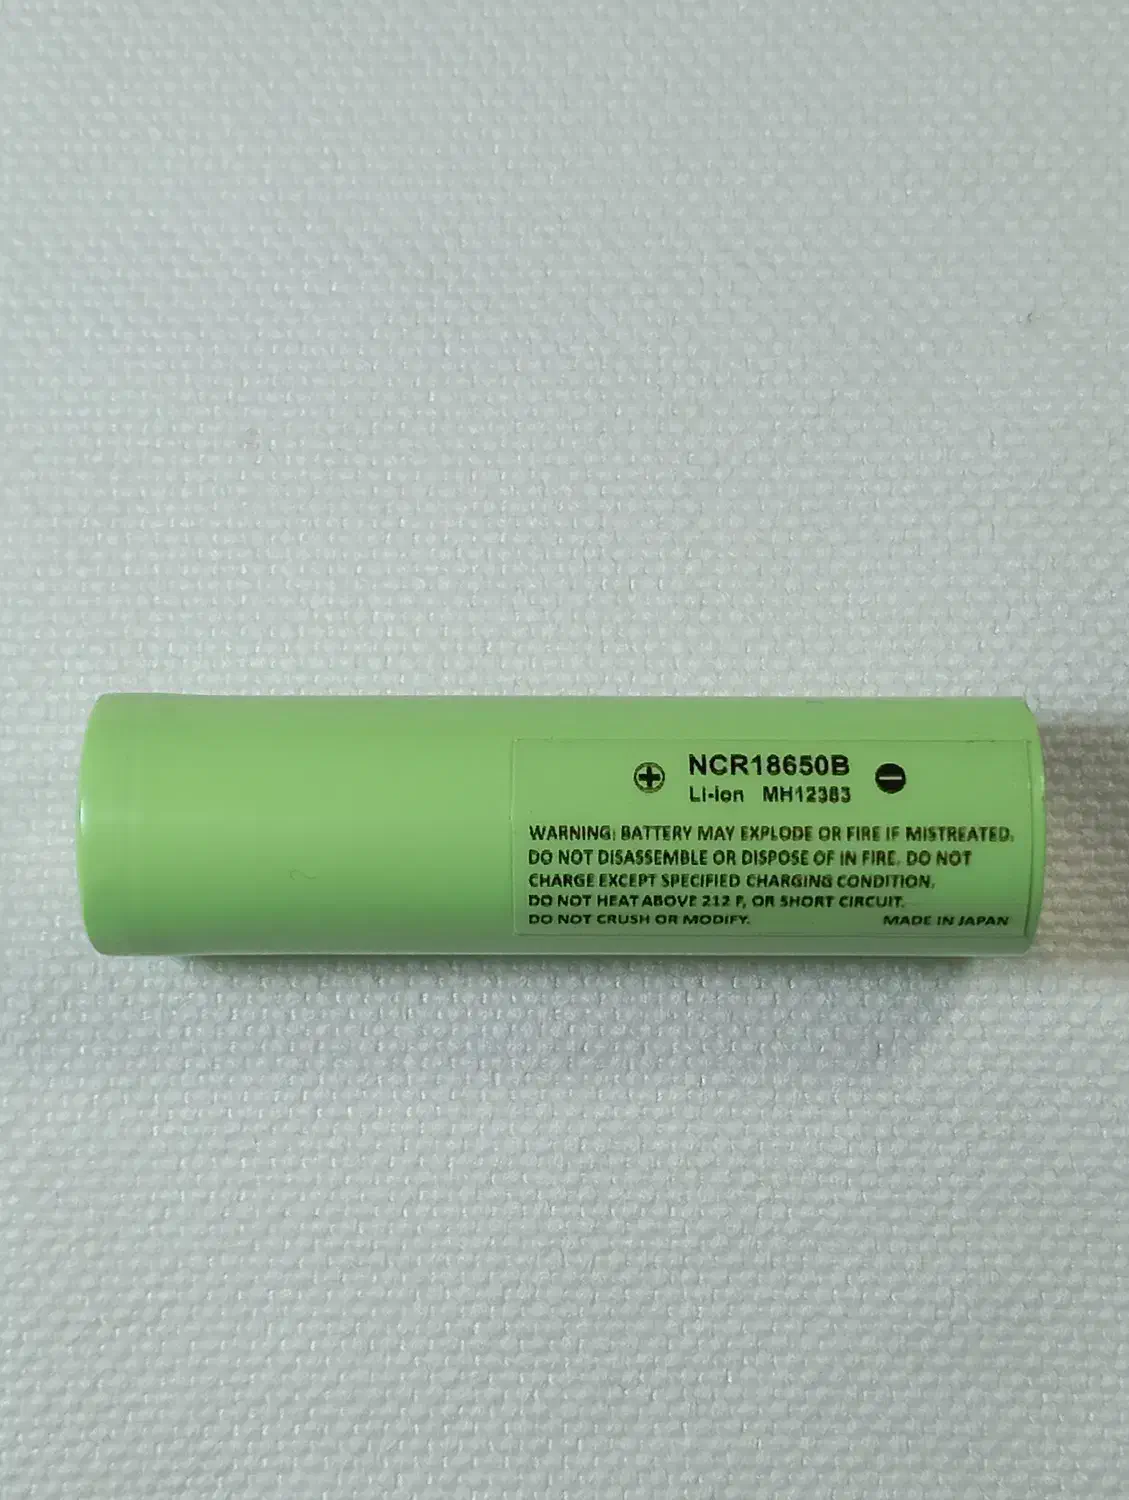 + NCR18650B −
Li-ion MH12383
WARNING: BATTERY MAY EXPLODE OR FIRE IF MISTREATED.
DO NOT DISASSEMBLE OR DISPOSE OF IN FIRE. DO NOT
CHARGE EXCEPT SPECIFIED CHARGING CONDITION.
DO NOT HEAT ABOVE 212 F, OR SHORT CIRCUIT.
DO NOT CRUSH OR MODIFY. MADE IN JAPAN